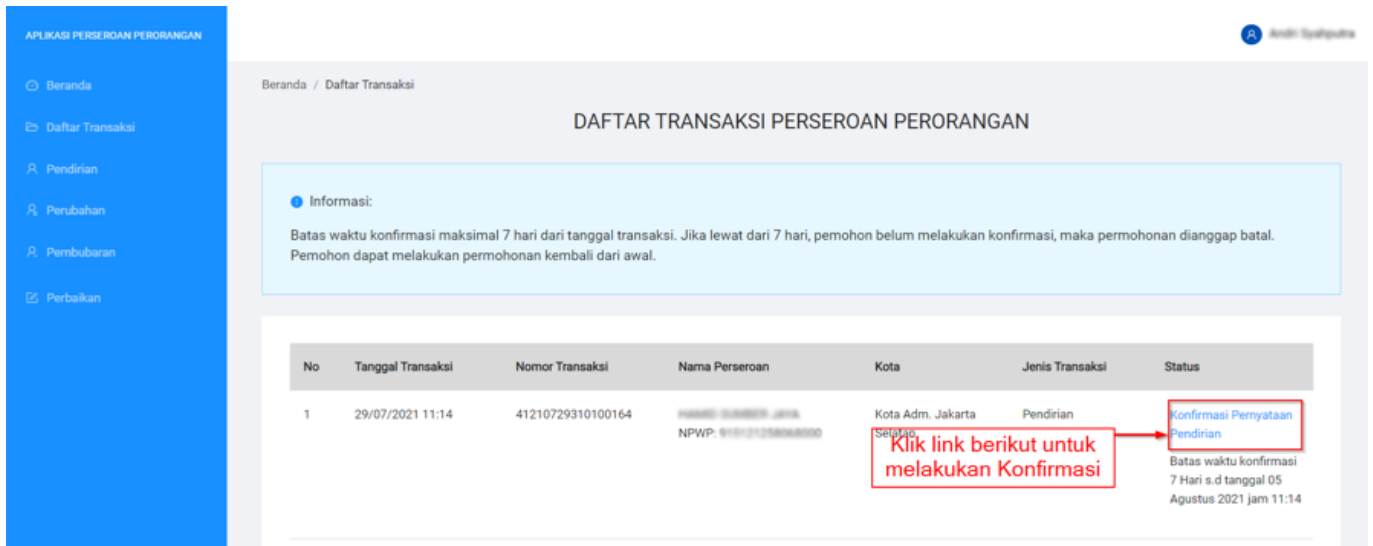 APLIKASI PERSEROAN PERORANGAN
Beranda
Daftar Transaksi
Pendirian
Perubahan
Pembubaran
Perbaikan
Beranda / Daftar Transaksi
DAFTAR TRANSAKSI PERSEROAN PERORANGAN
Informasi:
Batas waktu konfirmasi maksimal 7 hari dari tanggal transaksi. Jika lewat dari 7 hari, pemohon belum melakukan konfirmasi, maka permohonan dianggap batal.
Pemohon dapat melakukan permohonan kembali dari awal.
No Tanggal Transaksi Nomor Transaksi Nama Perseroan Kota Jenis Transaksi Status
1 29/07/2021 11:14 41210729310100164 Kota Adm. Jakarta Pendirian Konfirmasi Pernyataan
NPWP: Selatan Pendirian
Klik link berikut untuk
melakukan Konfirmasi
Batas waktu konfirmasi
7 Hari s.d tanggal 05
Agustus 2021 jam 11:14